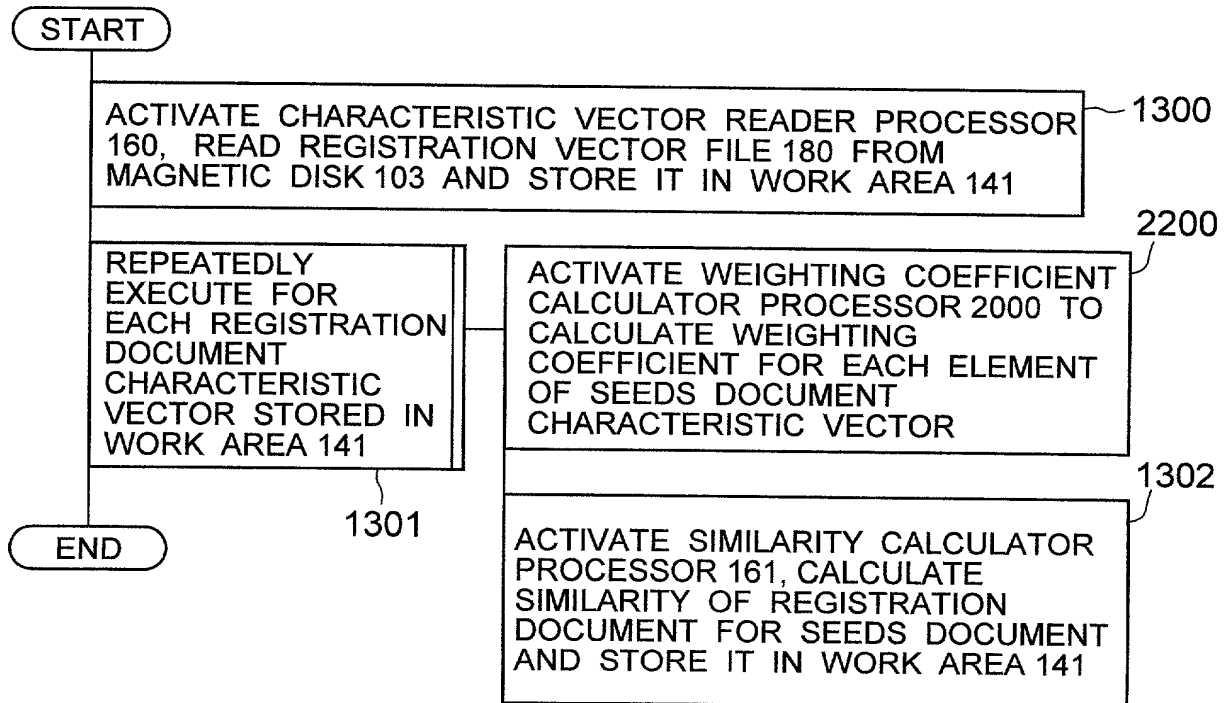 START
ACTIVATE CHARACTERISTIC VECTOR READER PROCESSOR
160, READ REGISTRATION VECTOR FILE 180 FROM
MAGNETIC DISK 103 AND STORE IT IN WORK AREA 141
1300
REPEATEDLY
EXECUTE FOR
EACH REGISTRATION
DOCUMENT
CHARACTERISTIC
VECTOR STORED IN
WORK AREA 141
1301
2200
ACTIVATE WEIGHTING COEFFICIENT
CALCULATOR PROCESSOR 2000 TO
CALCULATE WEIGHTING
COEFFICIENT FOR EACH ELEMENT
OF SEEDS DOCUMENT
CHARACTERISTIC VECTOR
1302
ACTIVATE SIMILARITY CALCULATOR
PROCESSOR 161, CALCULATE
SIMILARITY OF REGISTRATION
DOCUMENT FOR SEEDS DOCUMENT
AND STORE IT IN WORK AREA 141
END